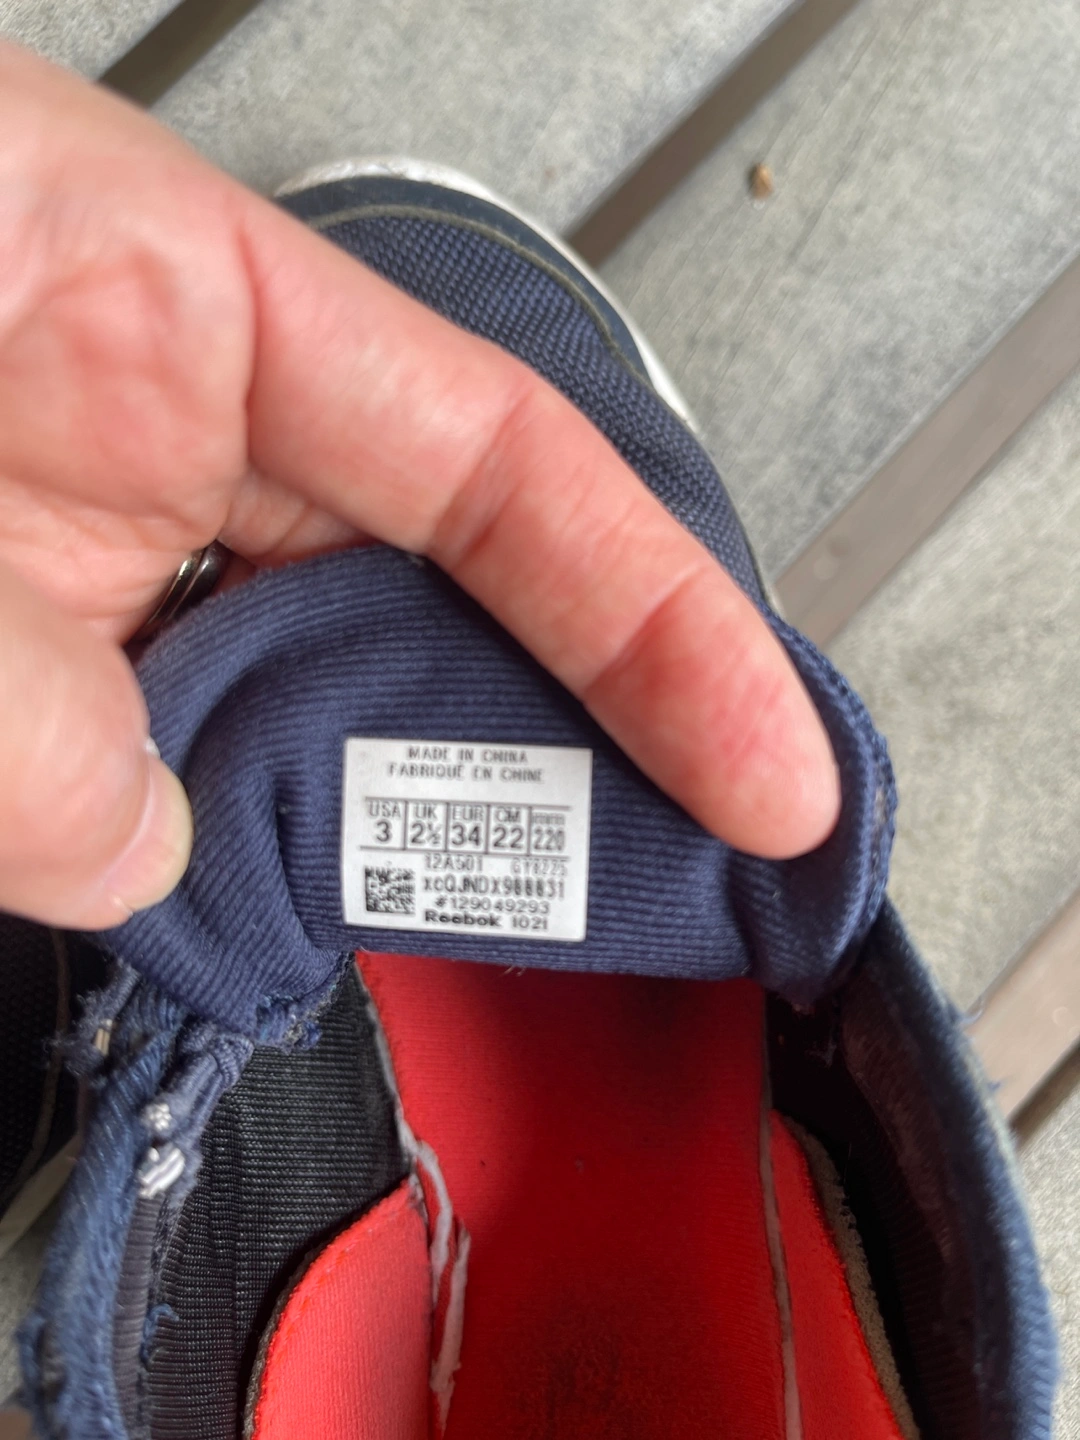 MADE IN CHINA
FABRIQUÉ EN CHINE
USA UK EUR CM
3 2½ 34 22 220
12A501
XCQJNDX988831
#129049293
Reebok 1021